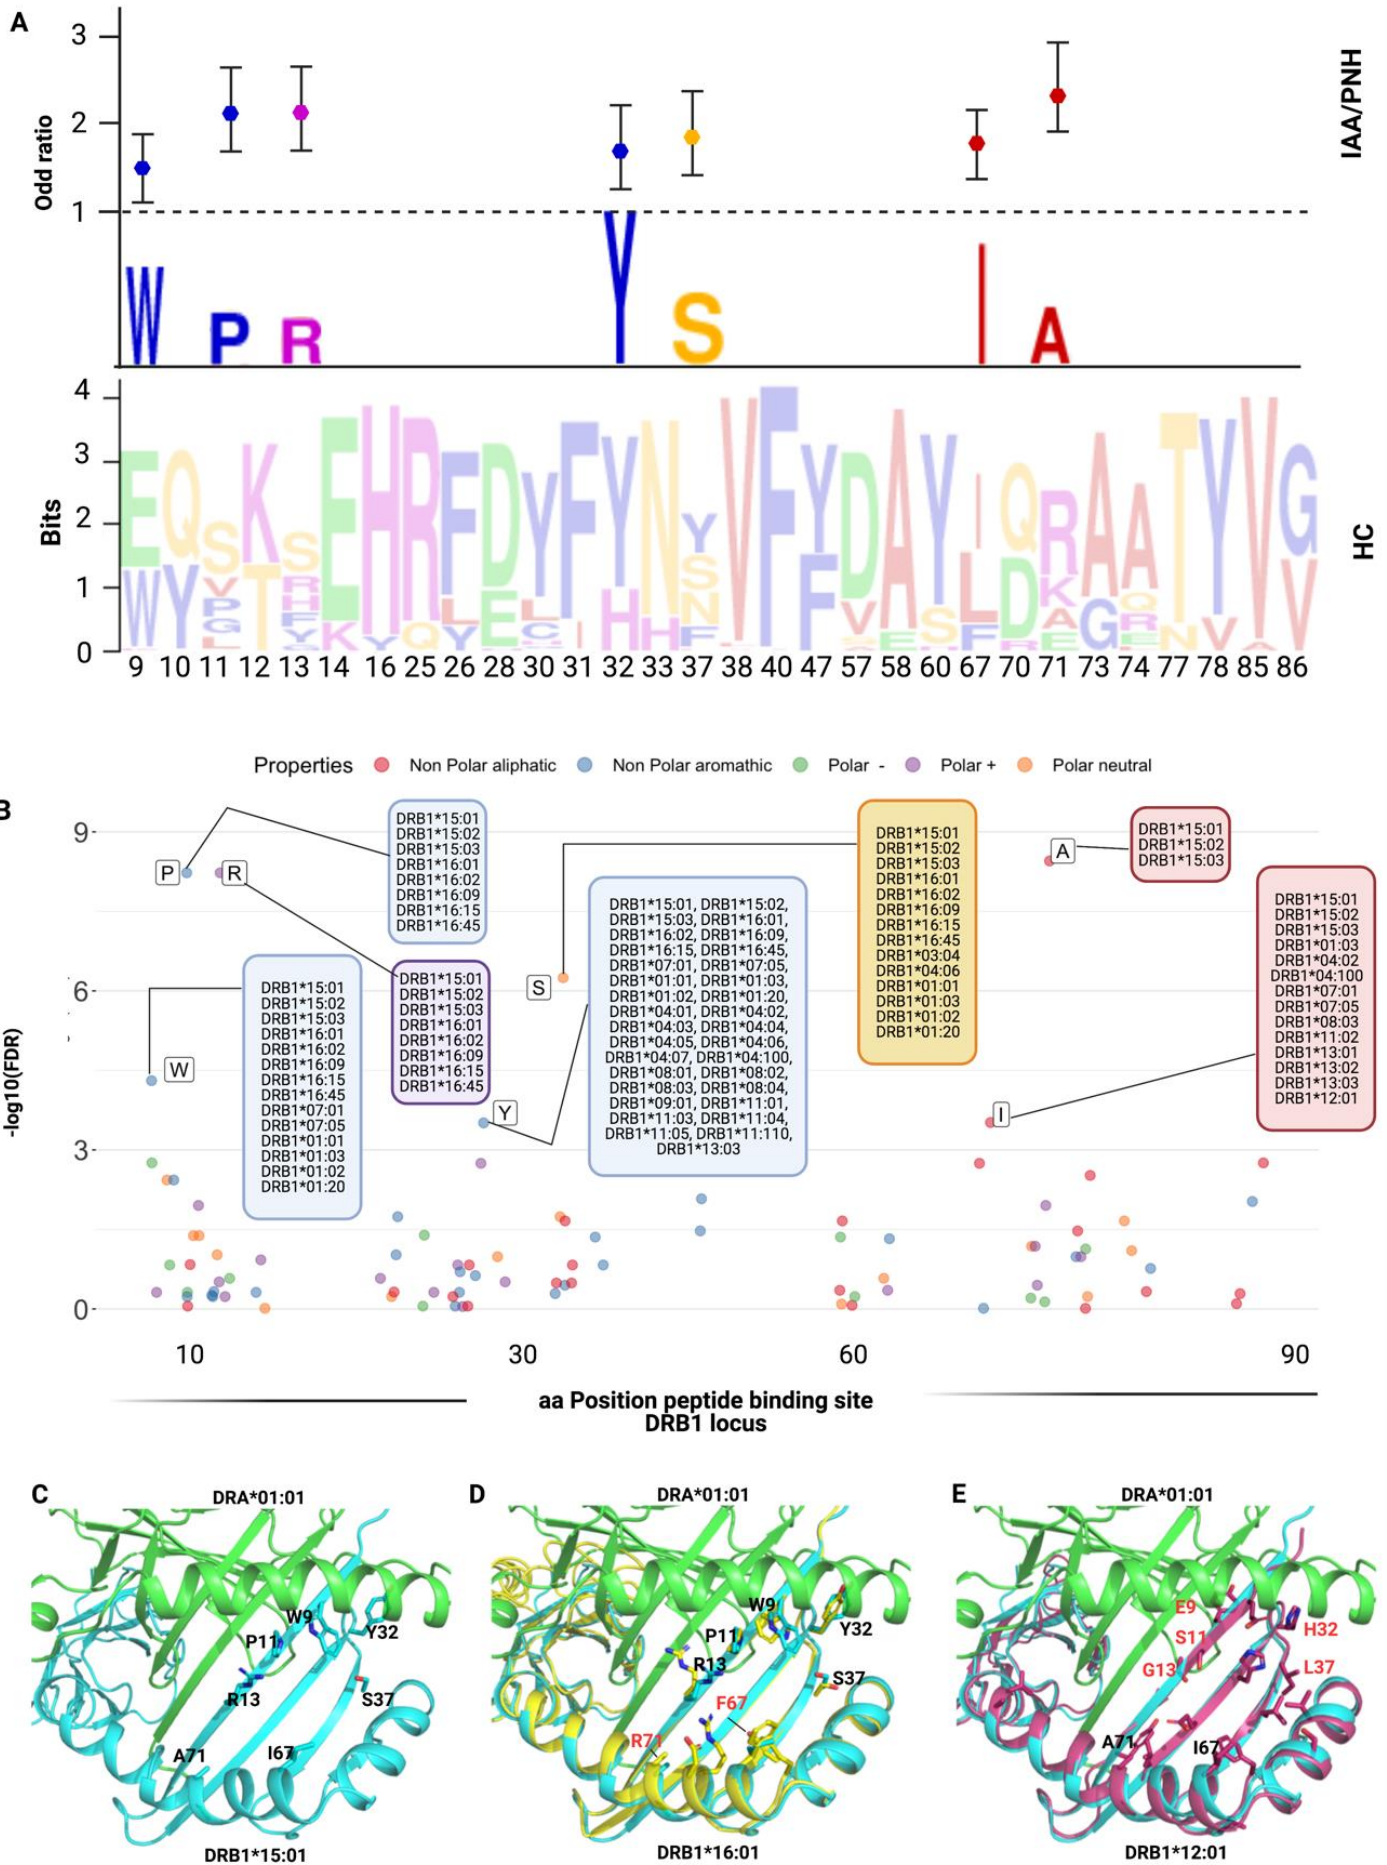 A
3
2
1
Odd ratio
IAA/PNH
W P R Y S I A
4
3
2
1
0
Bits
HC
9 10 11 12 13 14 16 25 26 28 30 31 32 33 37 38 40 47 57 58 60 67 70 71 73 74 77 78 85 86
Properties Non Polar aliphatic Non Polar aromathic Polar - Polar + Polar neutral
B
9
6
3
0
-log10(FDR)
P
R
W
S
Y
A
I
DRB1*15:01
DRB1*15:02
DRB1*15:03
DRB1*16:01
DRB1*16:02
DRB1*16:09
DRB1*16:15
DRB1*16:45
DRB1*15:01
DRB1*15:02
DRB1*15:03
DRB1*16:01
DRB1*16:02
DRB1*16:09
DRB1*16:15
DRB1*16:45
DRB1*15:01
DRB1*15:02
DRB1*15:03
DRB1*16:01
DRB1*16:02
DRB1*16:09
DRB1*16:15
DRB1*16:45
DRB1*07:01
DRB1*07:05
DRB1*01:01
DRB1*01:03
DRB1*01:02
DRB1*01:20
DRB1*15:01, DRB1*15:02,
DRB1*15:03, DRB1*16:01,
DRB1*16:02, DRB1*16:09,
DRB1*16:15, DRB1*16:45,
DRB1*07:01, DRB1*07:05,
DRB1*01:01, DRB1*01:03,
DRB1*01:02, DRB1*01:20,
DRB1*04:01, DRB1*04:02,
DRB1*04:03, DRB1*04:04,
DRB1*04:05, DRB1*04:06,
DRB1*04:07, DRB1*04:100,
DRB1*08:01, DRB1*08:02,
DRB1*08:03, DRB1*08:04,
DRB1*09:01, DRB1*11:01,
DRB1*11:03, DRB1*11:04,
DRB1*11:05, DRB1*11:110,
DRB1*13:03
DRB1*15:01
DRB1*15:02
DRB1*15:03
DRB1*16:01
DRB1*16:02
DRB1*16:09
DRB1*16:15
DRB1*16:45
DRB1*03:04
DRB1*04:06
DRB1*01:01
DRB1*01:03
DRB1*01:02
DRB1*01:20
DRB1*15:01
DRB1*15:02
DRB1*15:03
DRB1*15:01
DRB1*15:02
DRB1*15:03
DRB1*01:03
DRB1*04:02
DRB1*04:100
DRB1*07:01
DRB1*07:05
DRB1*08:03
DRB1*11:02
DRB1*13:01
DRB1*13:02
DRB1*13:03
DRB1*12:01
10 30 60 90
aa Position peptide binding site
DRB1 locus
C
DRA*01:01
W9
P11
Y32
R13
S37
A71
I67
DRB1*15:01
D
DRA*01:01
W9
P11
Y32
R13
S37
F67
R71
DRB1*16:01
E
DRA*01:01
E9
S11
H32
G13
L37
A71
I67
DRB1*12:01